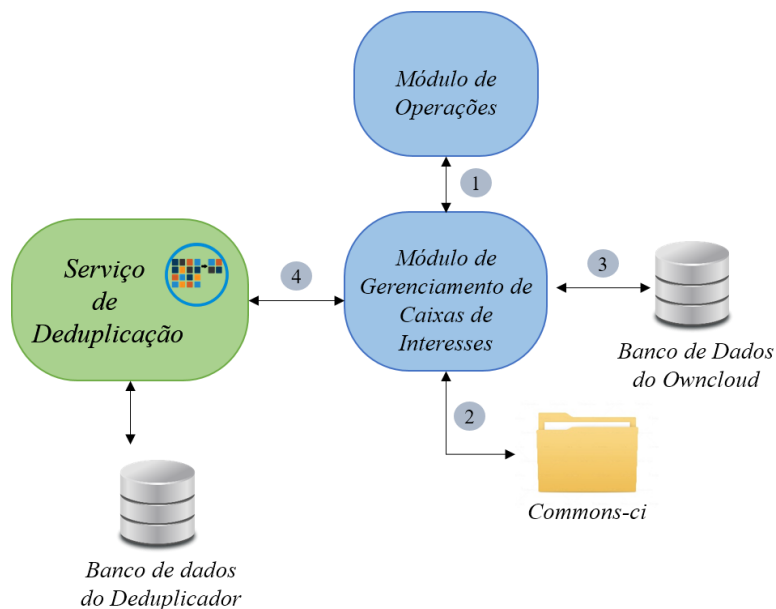 Módulo de
Operações
1
Serviço
de
Deduplicação
4
Módulo de
Gerenciamento de
Caixas de
Interesses
3
Banco de Dados
do Owncloud
2
Commons-ci
Banco de dados
do Deduplicador